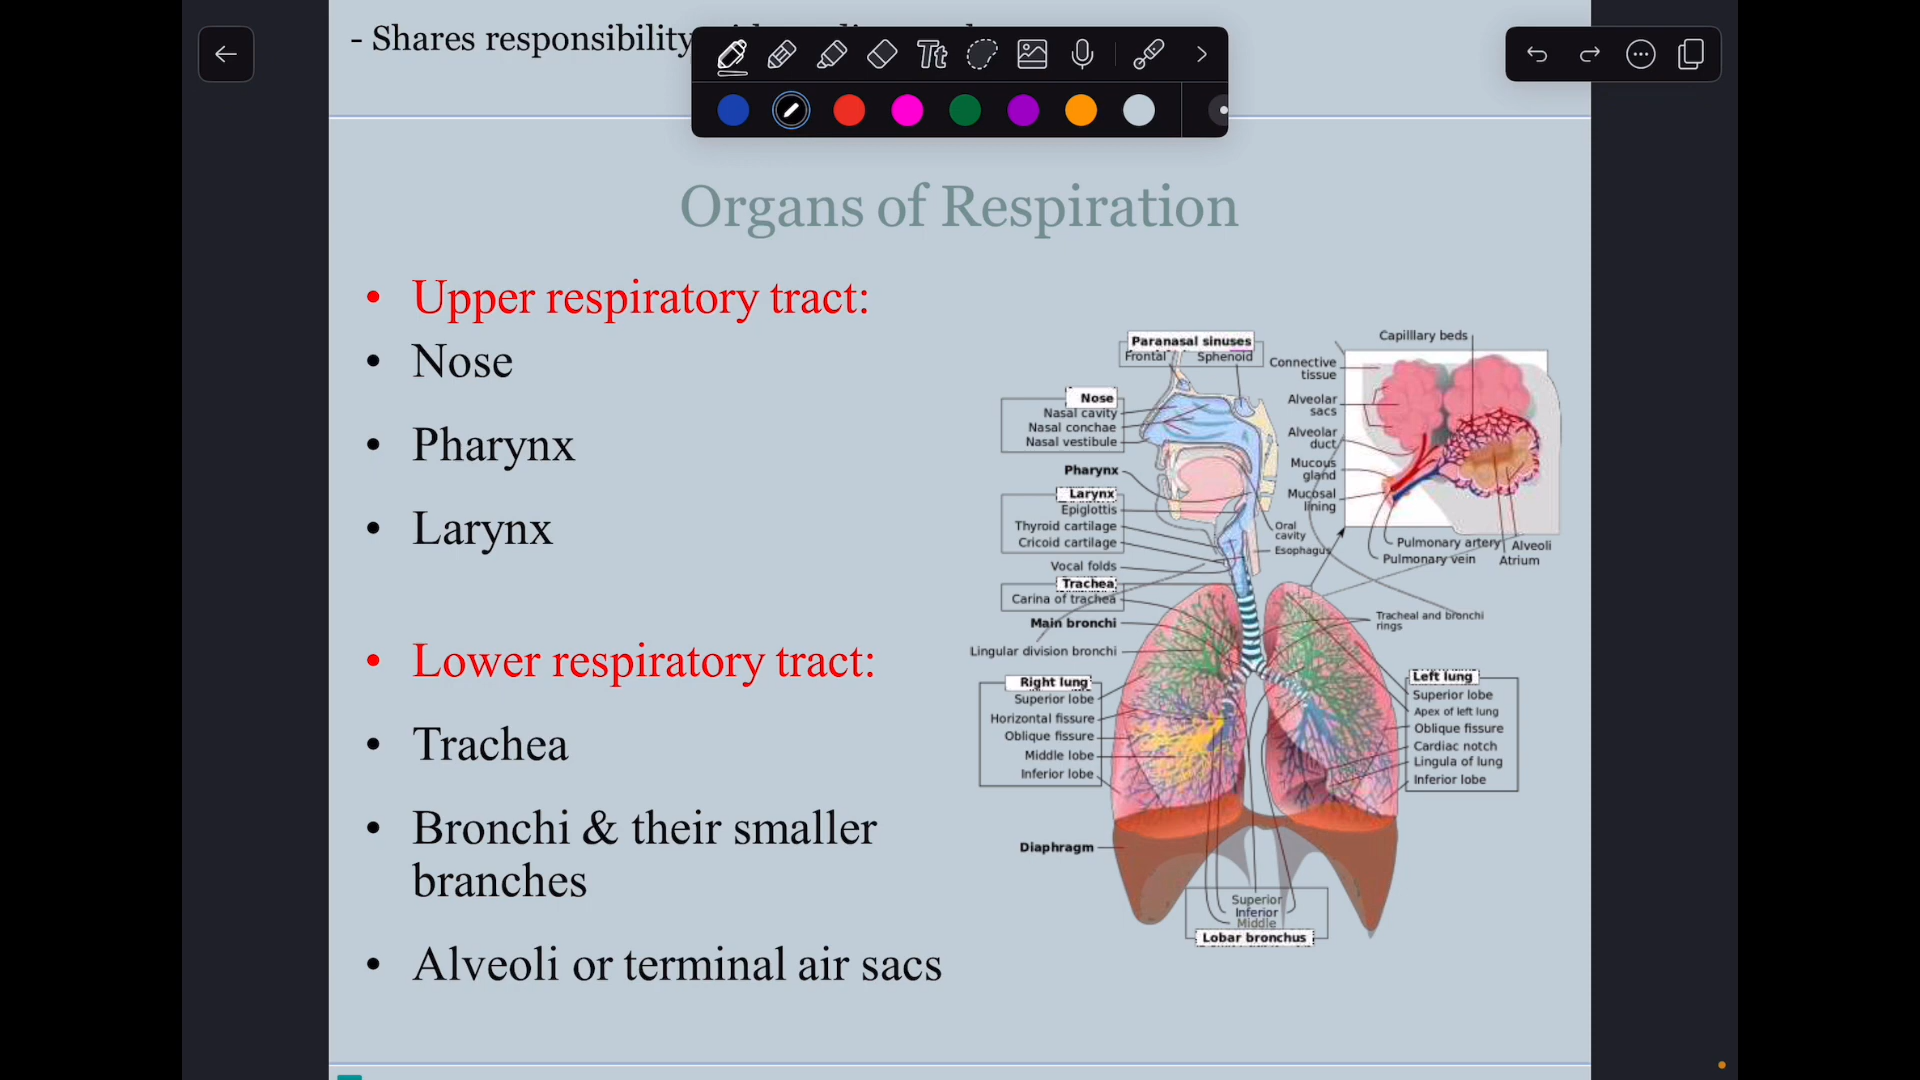 - Shares responsibility
Tt
Organs of Respiration
• Upper respiratory tract:
• Nose
• Pharynx
• Larynx
• Lower respiratory tract:
• Trachea
• Bronchi & their smaller
branches
• Alveoli or terminal air sacs
Paranasal sinuses
Frontal Sphenoid
Nose
Nasal cavity
Nasal conchae
Nasal vestibule
Pharynx
Larynx
Epiglottis
Thyroid cartilage
Cricoid cartilage
Vocal folds
Trachea
Carina of trachea
Main bronchi
Lingular division bronchi
Right lung
Superior lobe
Horizontal fissure
Oblique fissure
Middle lobe
Inferior lobe
Diaphragm
Capilllary beds
Connective
tissue
Alveolar
sacs
Alveolar
duct
Mucous
gland
Mucosal
lining
Oral
cavity
Esophagus
Pulmonary artery
Pulmonary vein
Alveoli
Atrium
Tracheal and bronchi
rings
Left lung
Superior lobe
Apex of left lung
Oblique fissure
Cardiac notch
Lingula of lung
Inferior lobe
Superior
Inferior
Middle
Lobar bronchus